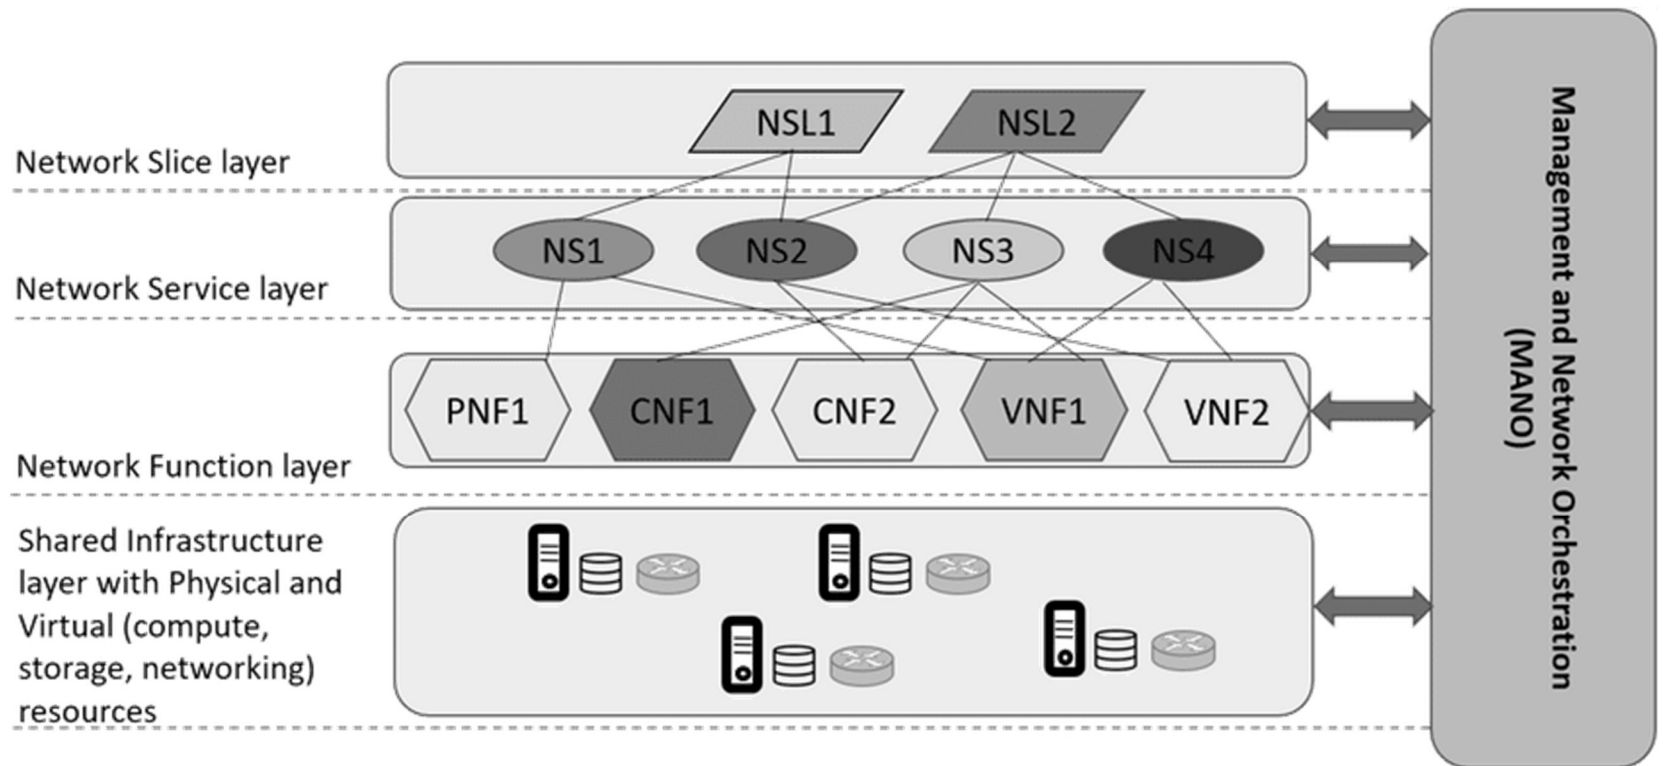 NSL1
NSL2
Network Slice layer
NS1
NS2
NS3
NS4
Network Service layer
PNF1
CNF1
CNF2
VNF1
VNF2
Network Function layer
Shared Infrastructure
layer with Physical and
Virtual (compute,
storage, networking)
resources
Management and Network Orchestration
(MANO)